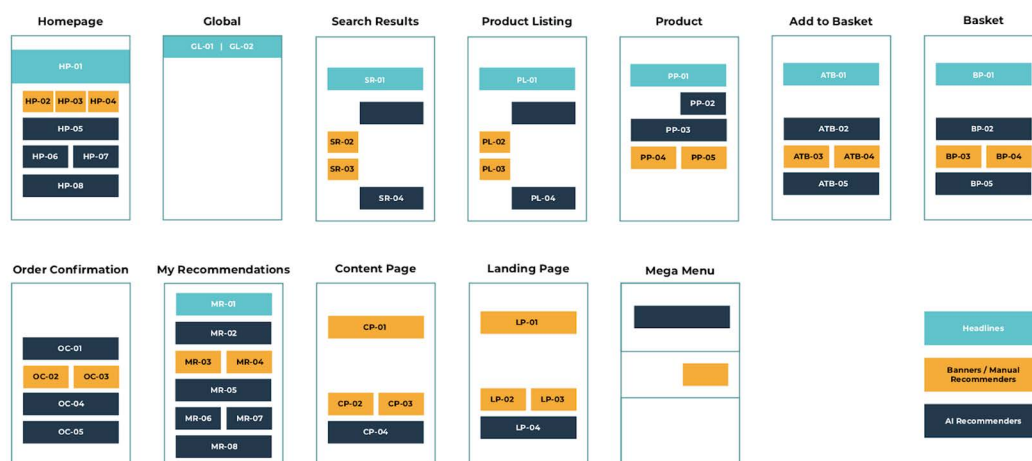 Homepage
Global
Search Results
Product Listing
Product
Add to Basket
Basket
HP-01
GL-01 | GL-02
SR-01
PL-01
PP-01
ATB-01
BP-01
HP-02 HP-03 HP-04
PP-02
HP-05
PP-03
ATB-02
BP-02
SR-02
PL-02
HP-06 HP-07
PP-04 PP-05
ATB-03 ATB-04
BP-03 BP-04
SR-03
PL-03
HP-08
ATB-05
BP-05
SR-04
PL-04
Order Confirmation
My Recommendations
Content Page
Landing Page
Mega Menu
MR-01
CP-01
LP-01
Headlines
MR-02
OC-01
MR-03 MR-04
Banners / Manual
Recommenders
OC-02 OC-03
MR-05
OC-04
CP-02 CP-03
LP-02 LP-03
MR-06 MR-07
AI Recommenders
OC-05
CP-04
LP-04
MR-08